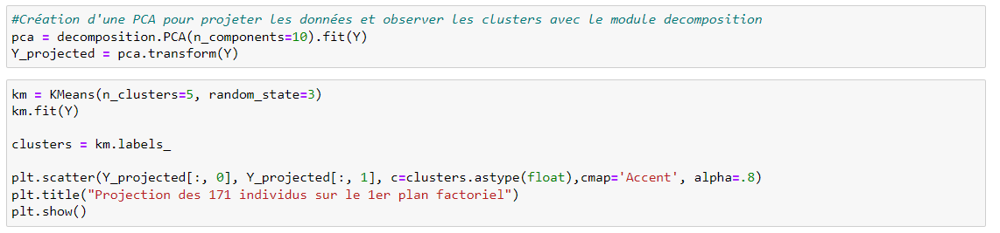 #Création d'une PCA pour projeter les données et observer les clusters avec le module decomposition
pca = decomposition.PCA(n_components=10).fit(Y)
Y_projected = pca.transform(Y)
km = KMeans(n_clusters=5, random_state=3)
km.fit(Y)
clusters = km.labels_
plt.scatter(Y_projected[:, 0], Y_projected[:, 1], c=clusters.astype(float),cmap='Accent', alpha=.8)
plt.title("Projection des 171 individus sur le 1er plan factoriel")
plt.show()